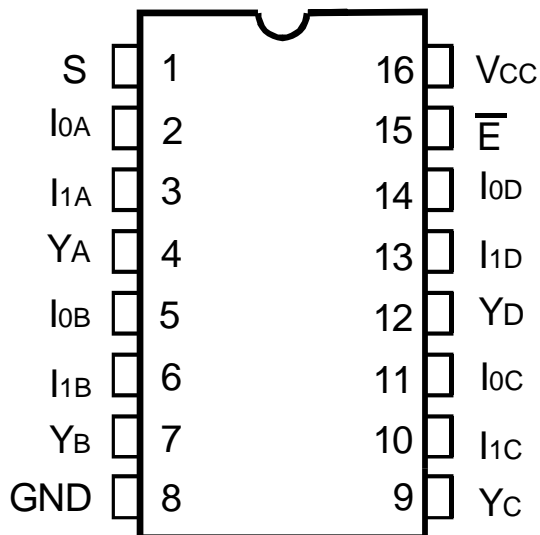 S 1 16 VCC
I0A 2 15 E̅
I1A 3 14 I0D
YA 4 13 I1D
I0B 5 12 YD
I1B 6 11 I0C
YB 7 10 I1C
GND 8 9 YC